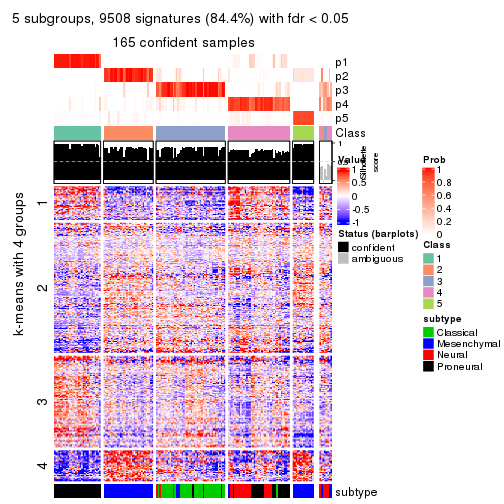 5 subgroups, 9508 signatures (84.4%) with fdr < 0.05
165 confident samples
p1
p2
p3
p4
p5
Class
1
Silhouette
score
k-means with 4 groups
1
2
3
4
subtype
Value
1
0.5
0
-0.5
-1
Status (barplots)
confident
ambiguous
Prob
1
0.8
0.6
0.4
0.2
0
Class
1
2
3
4
5
subtype
Classical
Mesenchymal
Neural
Proneural